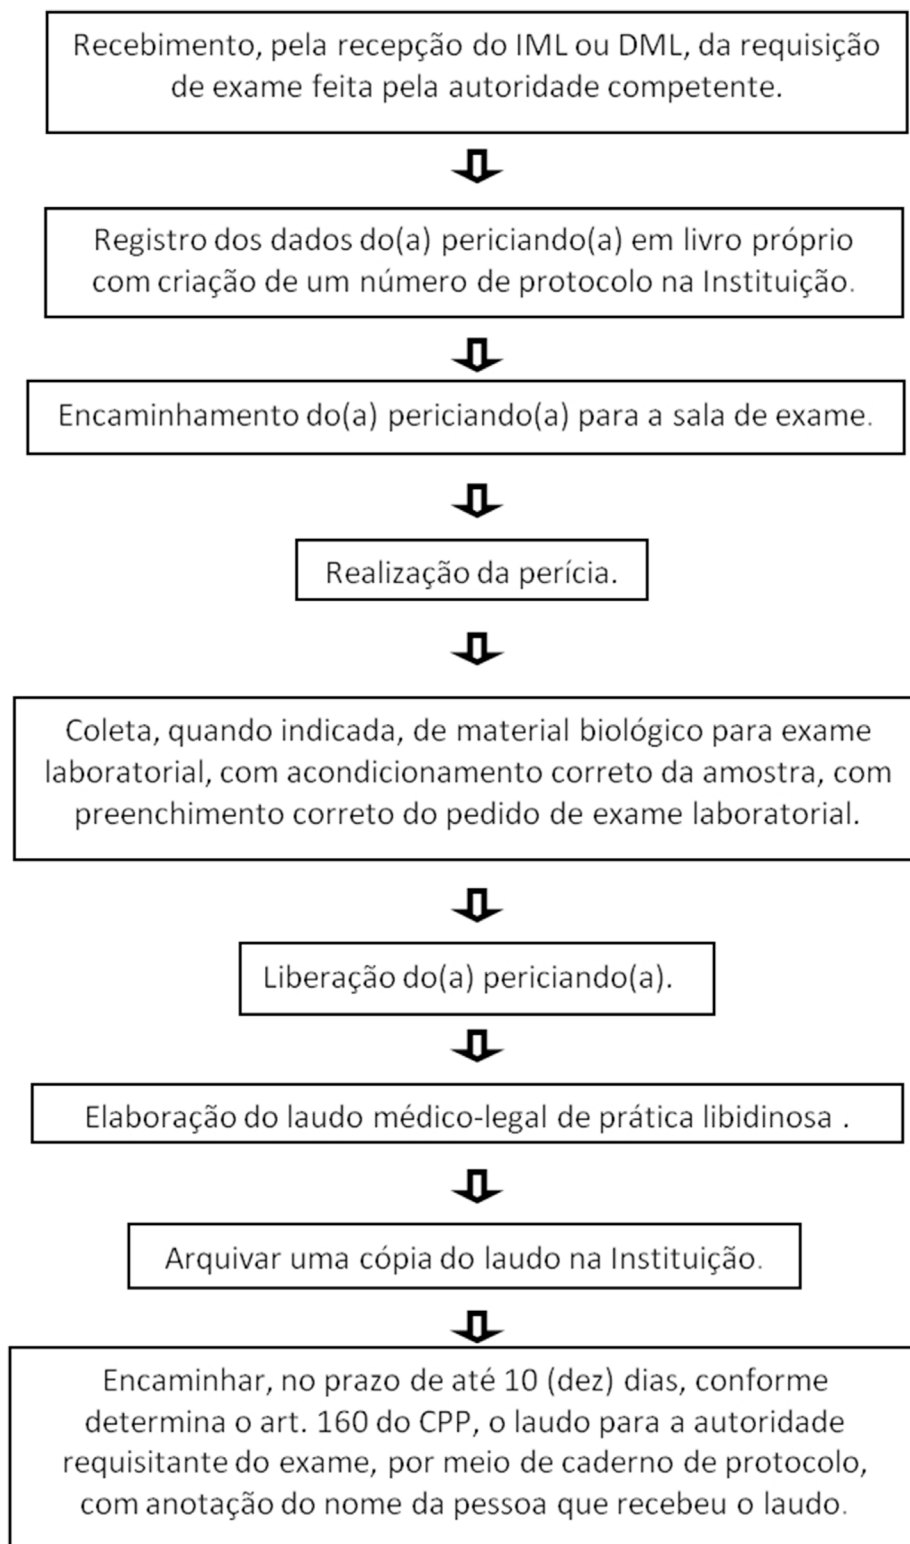 Recebimento, pela recepção do IML ou DML, da requisição
de exame feita pela autoridade competente.
Registro dos dados do(a) periciando(a) em livro próprio
com criação de um número de protocolo na Instituição.
Encaminhamento do(a) periciando(a) para a sala de exame.
Realização da perícia.
Coleta, quando indicada, de material biológico para exame
laboratorial, com acondicionamento correto da amostra, com
preenchimento correto do pedido de exame laboratorial.
Liberação do(a) periciando(a).
Elaboração do laudo médico-legal de prática libidinosa .
Arquivar uma cópia do laudo na Instituição.
Encaminhar, no prazo de até 10 (dez) dias, conforme
determina o art. 160 do CPP, o laudo para a autoridade
requisitante do exame, por meio de caderno de protocolo,
com anotação do nome da pessoa que recebeu o laudo.